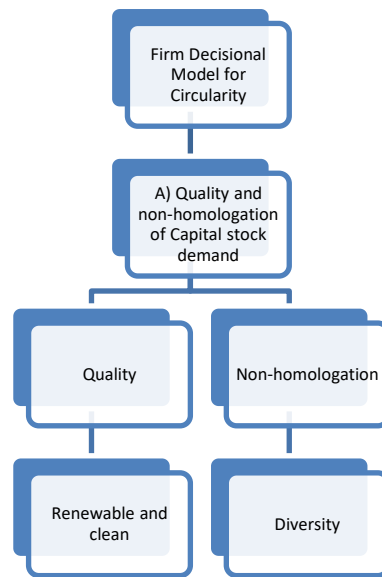 Firm Decisional
Model for
Circularity
A) Quality and
non-homologation
of Capital stock
demand
Quality
Non-homologation
Renewable and
clean
Diversity